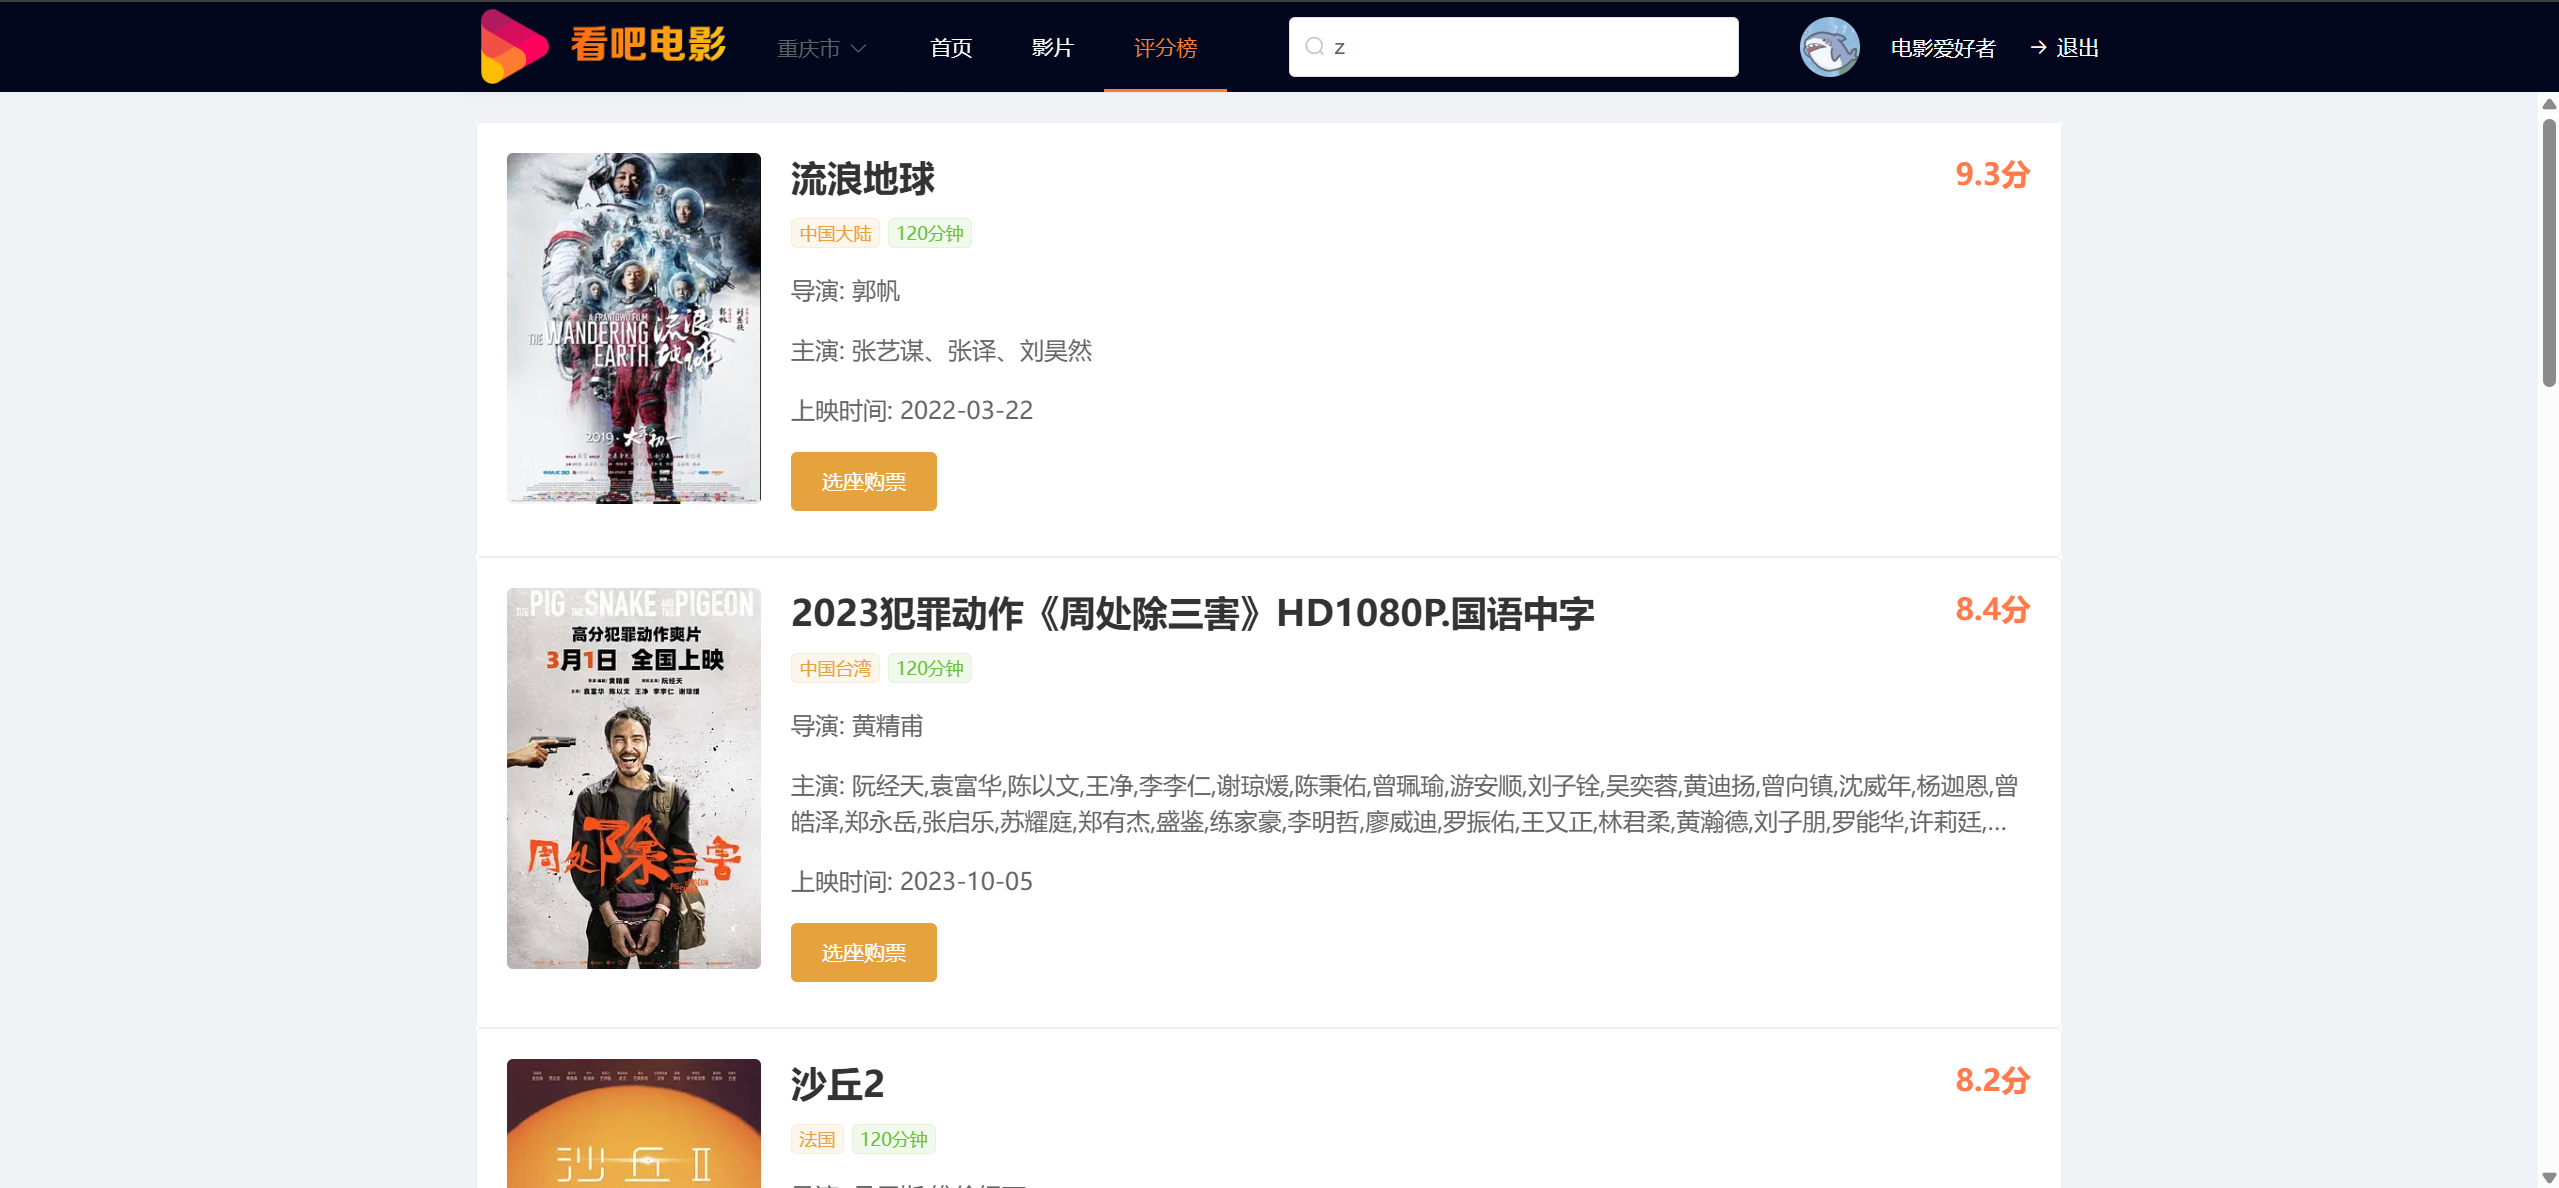 看吧电影
重庆市
首页
影片
评分榜
z
电影爱好者
退出
A FRANTGWO FILM
THE WANDERING EARTH
流浪地球
2019·大年初一
流浪地球
9.3分
中国大陆
120分钟
导演: 郭帆
主演: 张艺谋、张译、刘昊然
上映时间: 2022-03-22
选座购票
THE PIG THE SNAKE AND THE PIGEON
高分犯罪动作爽片
3月1日 全国上映
周处除三害
2023犯罪动作《周处除三害》HD1080P.国语中字
8.4分
中国台湾
120分钟
导演: 黄精甫
主演: 阮经天,袁富华,陈以文,王净,李李仁,谢琼煖,陈秉佑,曾珮瑜,游安顺,刘子铨,吴奕蓉,黄迪扬,曾向镇,沈威年,杨迦恩,曾
皓泽,郑永岳,张启乐,苏耀庭,郑有杰,盛鉴,练家豪,李明哲,廖威迪,罗振佑,王又正,林君柔,黄瀚德,刘子朋,罗能华,许莉廷,...
上映时间: 2023-10-05
选座购票
沙丘II
沙丘2
8.2分
法国
120分钟